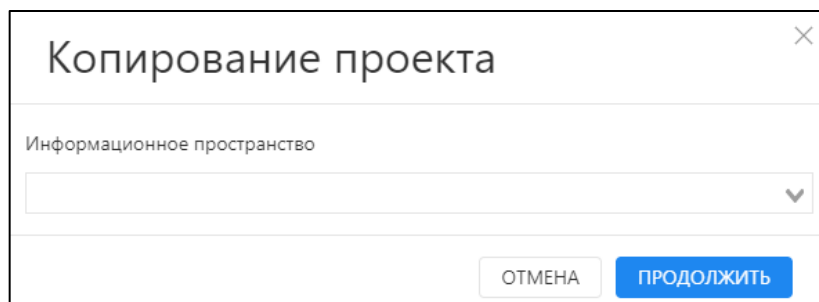 Копирование проекта
Информационное пространство
ОТМЕНА ПРОДОЛЖИТЬ